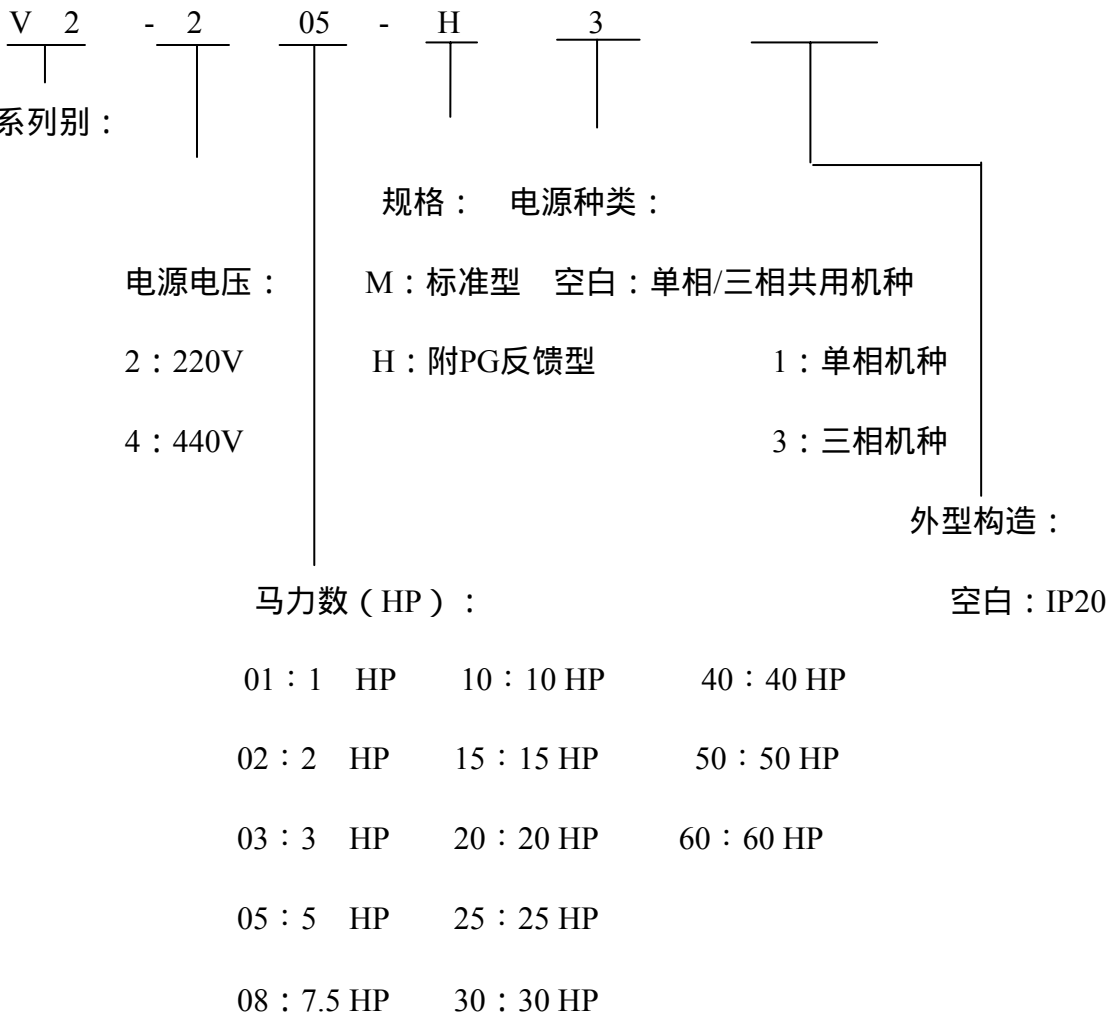 V 2 - 2 05 - H 3
系列别：
规格： 电源种类：
电源电压： M：标准型 空白：单相/三相共用机种
2：220V H：附PG反馈型 1：单相机种
4：440V 3：三相机种
外型构造：
马力数（HP）： 空白：IP20
01：1 HP 10：10 HP 40：40 HP
02：2 HP 15：15 HP 50：50 HP
03：3 HP 20：20 HP 60：60 HP
05：5 HP 25：25 HP
08：7.5 HP 30：30 HP